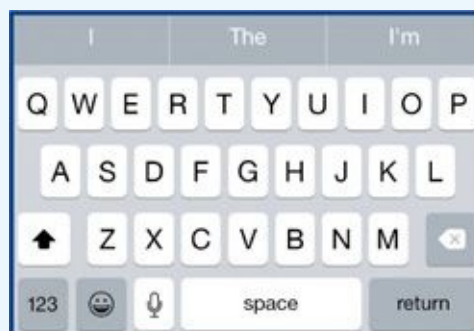 I The I'm
Q W E R T Y U I O P
A S D F G H J K L
Z X C V B N M
123 space return